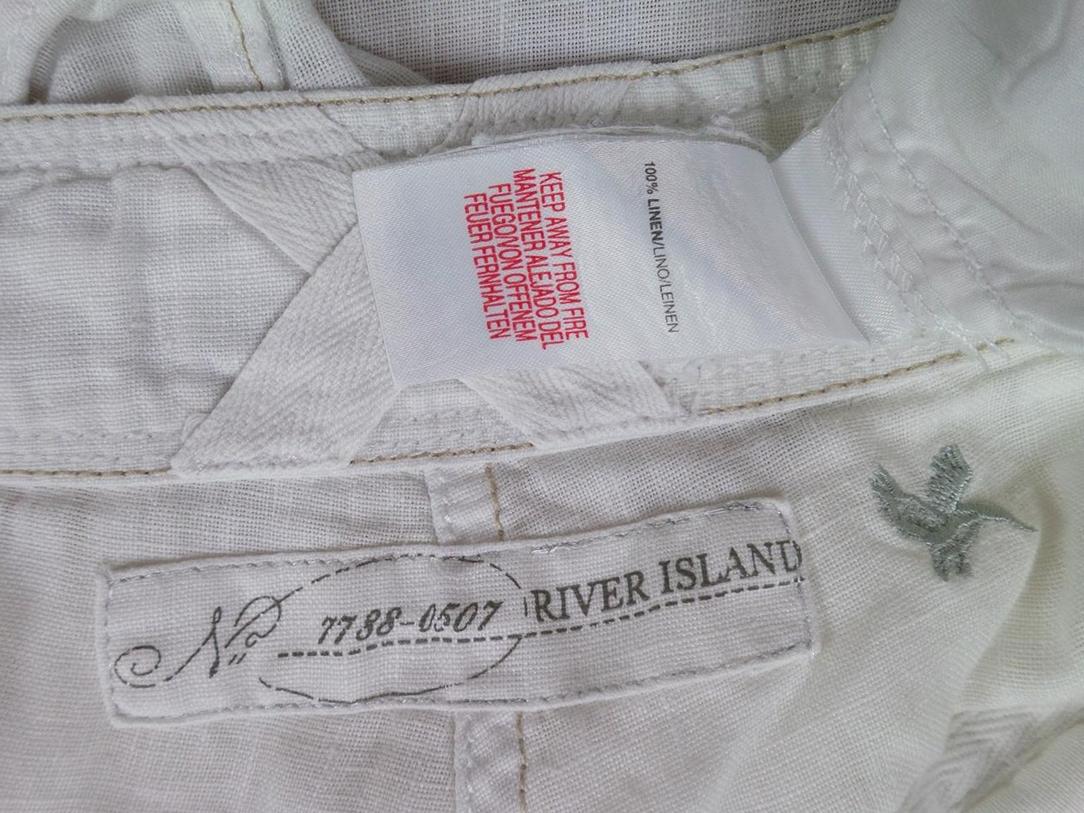 100% LINEN/LINO/LEINEN
KEEP AWAY FROM FIRE
MANTENER ALEJADO DEL
FUEGO/VON OFFENEM
FEUER FERNHALTEN
No 7788-0507 RIVER ISLAND